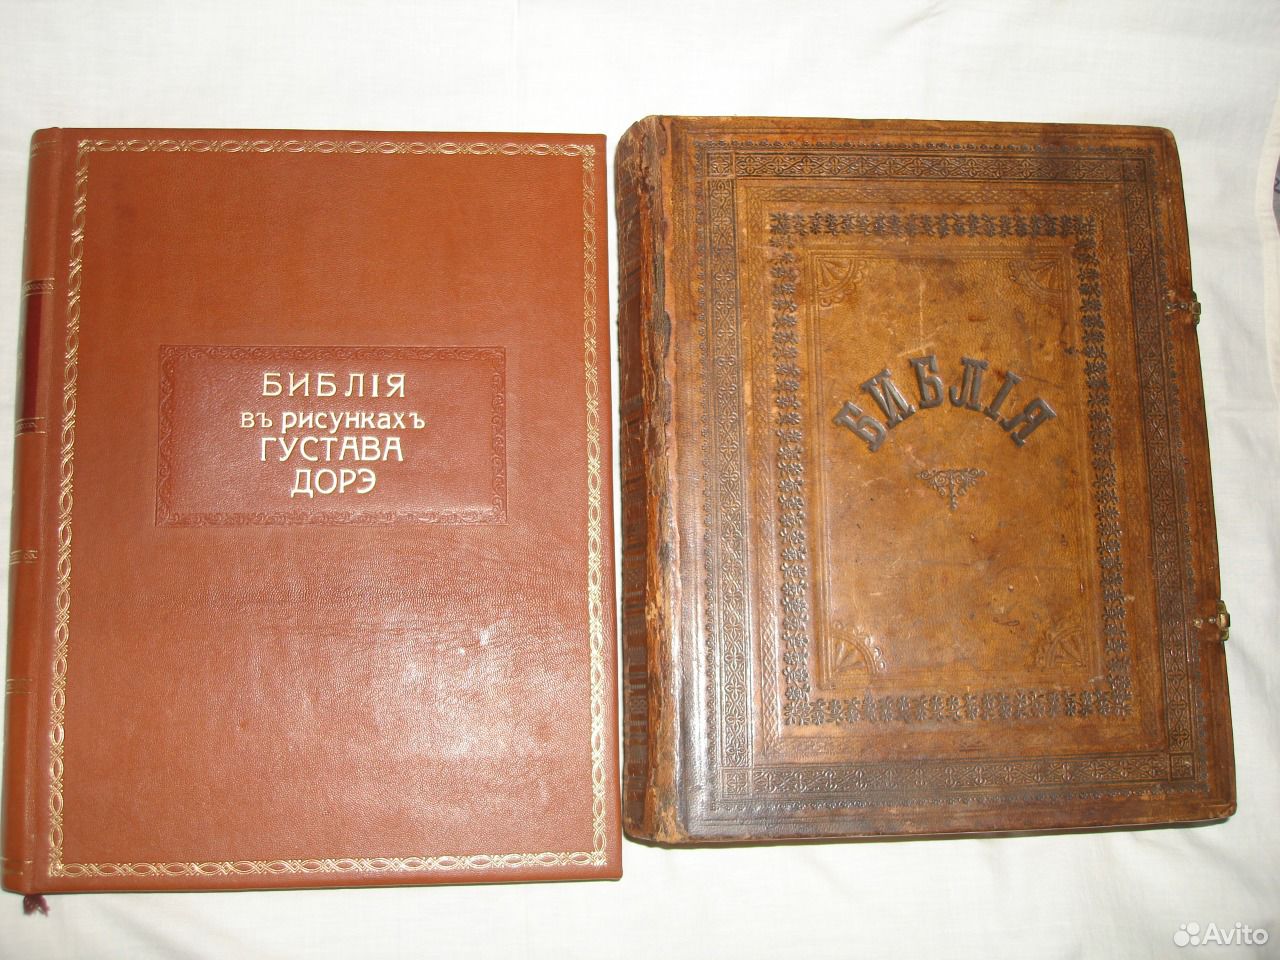 БИБЛІЯ
въ рисункахъ
ГУСТАВА
ДОРЭ
БИБЛІЯ
Avito